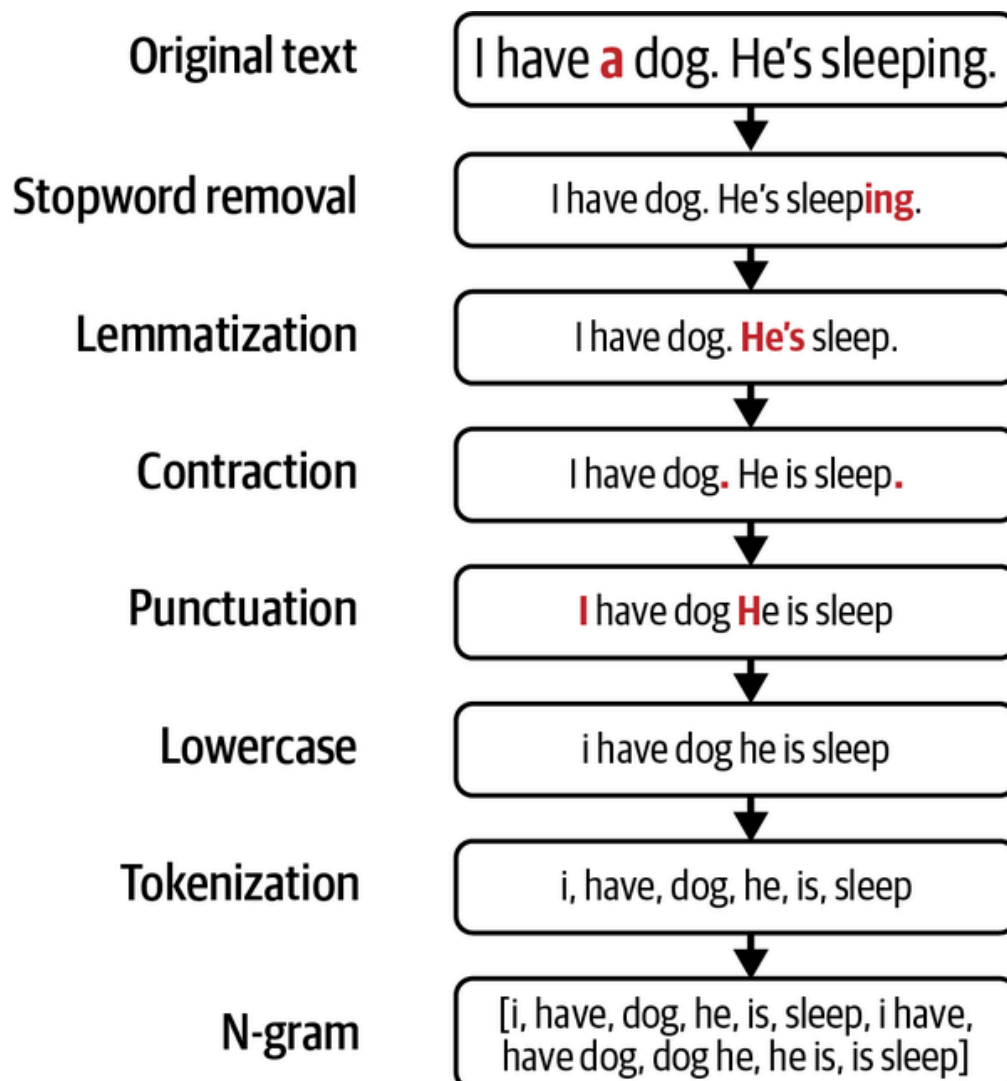 Original text
I have a dog. He’s sleeping.
Stopword removal
I have dog. He’s sleeping.
Lemmatization
I have dog. He’s sleep.
Contraction
I have dog. He is sleep.
Punctuation
I have dog He is sleep
Lowercase
i have dog he is sleep
Tokenization
i, have, dog, he, is, sleep
N-gram
[i, have, dog, he, is, sleep, i have,
have dog, dog he, he is, is sleep]